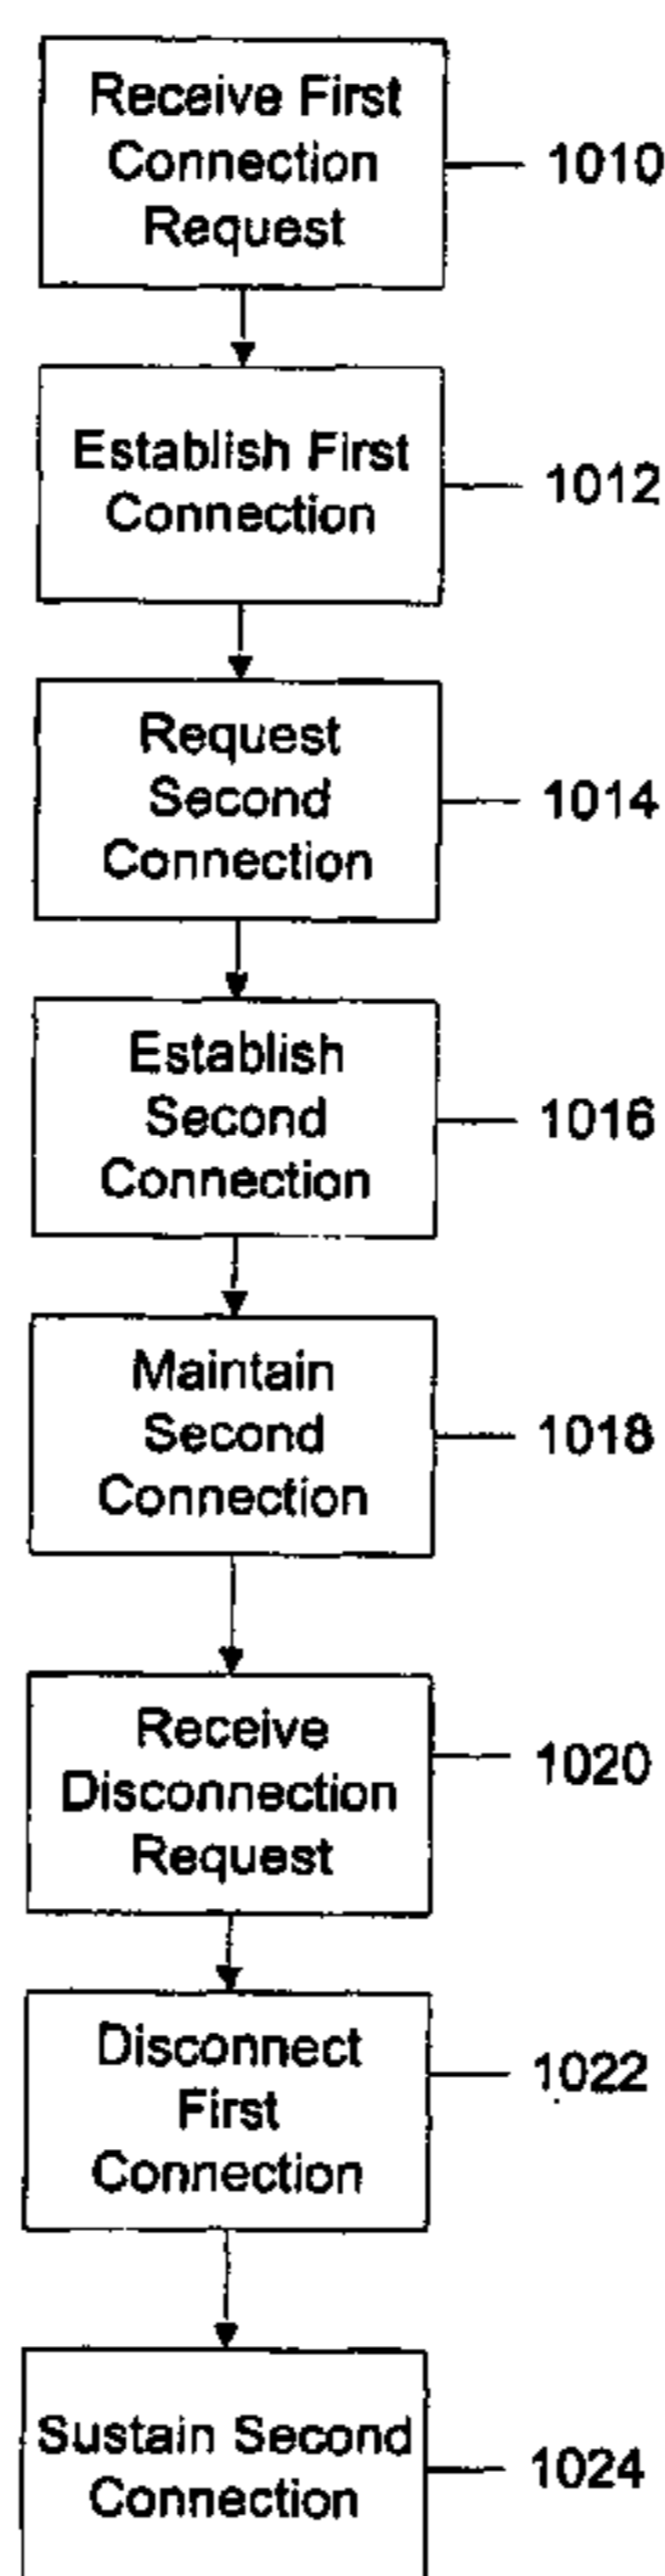 Receive First
Connection
Request
1010
Establish First
Connection
1012
Request
Second
Connection
1014
Establish
Second
Connection
1016
Maintain
Second
Connection
1018
Receive
Disconnection
Request
1020
Disconnect
First
Connection
1022
Sustain Second
Connection
1024